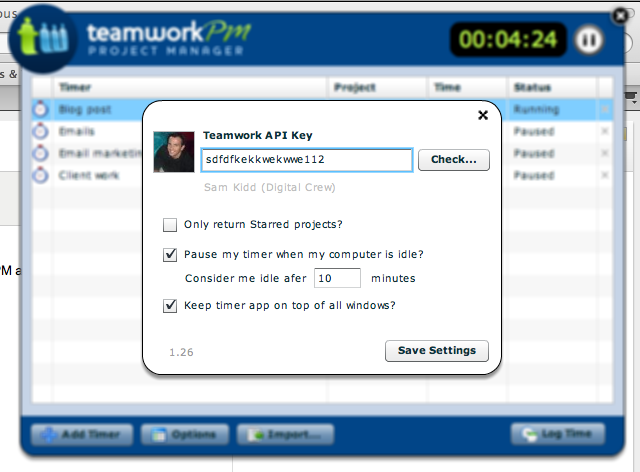 ous
teamworkPm
PROJECT MANAGER
00:04:24
s &
Timer Project Time Status
Blog post Running
Emails Paused
Email marketin Paused
Client work Paused
PM a
Teamwork API Key
sdfdfkekkwekwwe112 Check...
Sam Kidd (Digital Crew)
Only return Starred projects?
Pause my timer when my computer is idle?
Consider me idle afer 10 minutes
Keep timer app on top of all windows?
1.26 Save Settings
Add Timer Options Import... Log Time